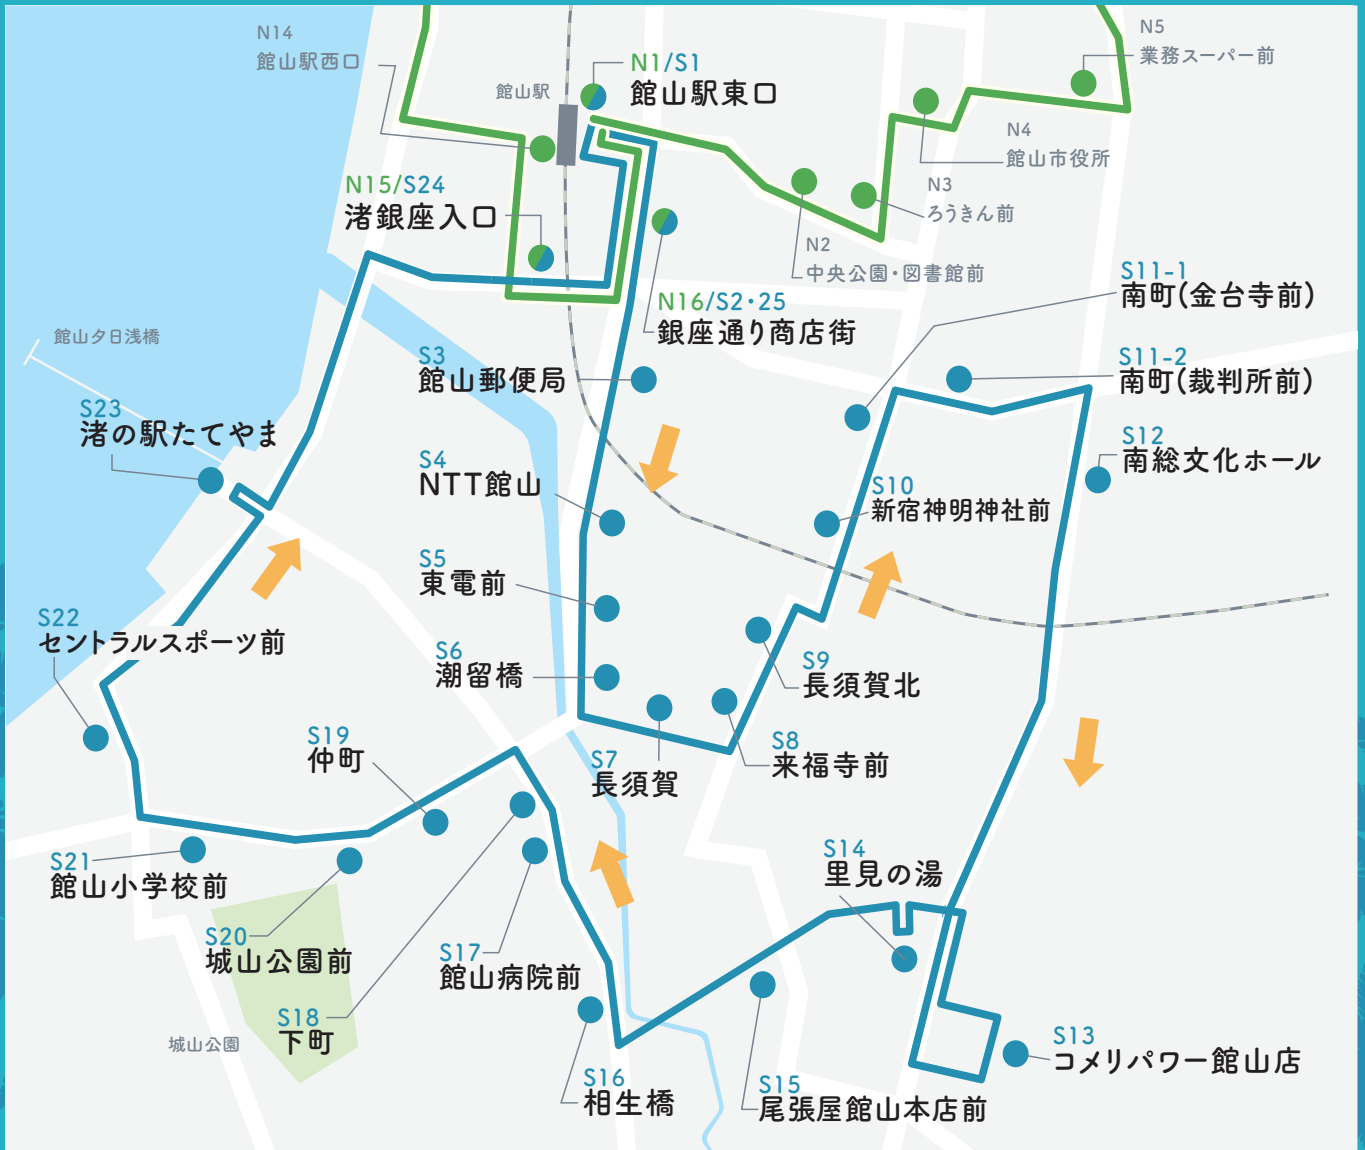 N14
館山駅西口
館山駅
N1/S1
館山駅東口
N5
業務スーパー前
N4
館山市役所
N3
ろうきん前
N2
中央公園・図書館前
N15/S24
渚銀座入口
N16/S2・25
銀座通り商店街
S11-1
南町(金台寺前)
S11-2
南町(裁判所前)
館山夕日浅橋
S3
館山郵便局
S23
渚の駅たてやま
S12
南総文化ホール
S4
NTT館山
S10
新宿神明神社前
S5
東電前
S22
セントラルスポーツ前
S6
潮留橋
S9
長須賀北
S19
仲町
S8
来福寺前
S7
長須賀
S21
館山小学校前
S14
里見の湯
S20
城山公園前
S17
館山病院前
S18
下町
城山公園
S13
コメリパワー館山店
S16
相生橋
S15
尾張屋館山本店前